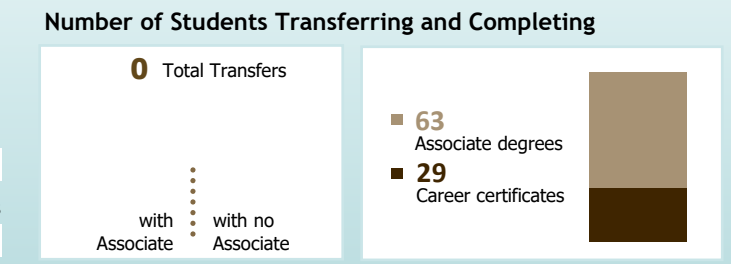 Number of Students Transferring and Completing
0 Total Transfers
with
Associate
with no
Associate
63
Associate degrees
29
Career certificates